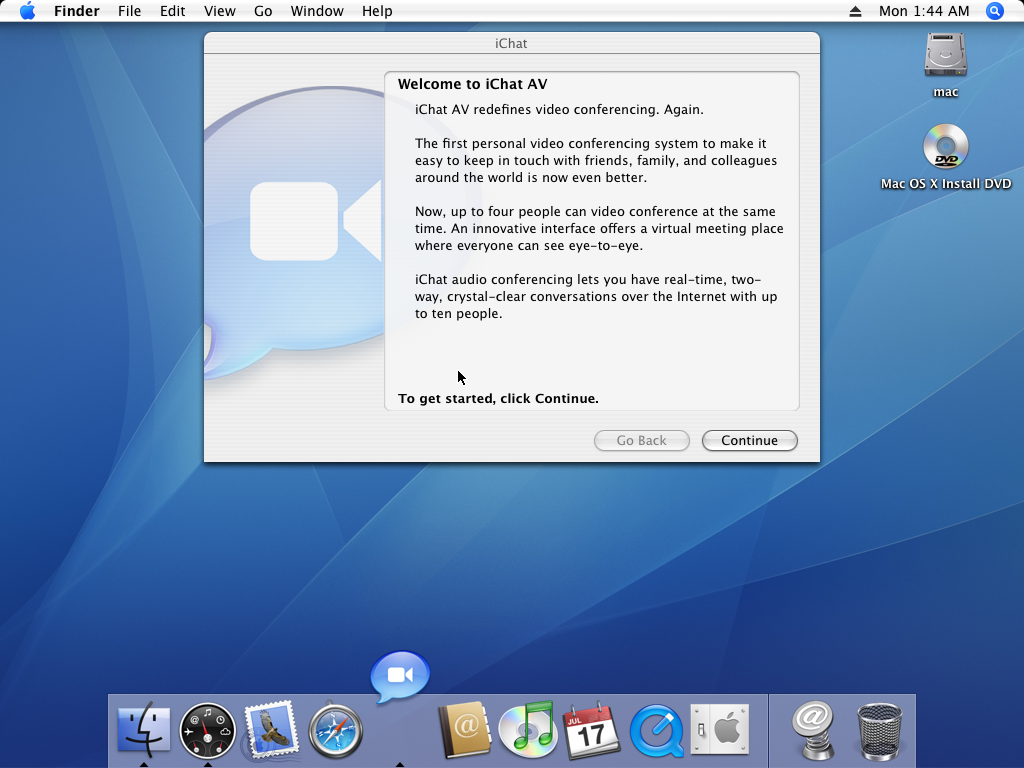 Finder File Edit View Go Window Help Mon 1:44 AM
iChat
Welcome to iChat AV
iChat AV redefines video conferencing. Again.
The first personal video conferencing system to make it
easy to keep in touch with friends, family, and colleagues
around the world is now even better.
Now, up to four people can video conference at the same
time. An innovative interface offers a virtual meeting place
where everyone can see eye-to-eye.
iChat audio conferencing lets you have real-time, two-
way, crystal-clear conversations over the Internet with up
to ten people.
To get started, click Continue.
Go Back Continue
mac
DVD
Mac OS X Install DVD
@
@
JUL
17
@